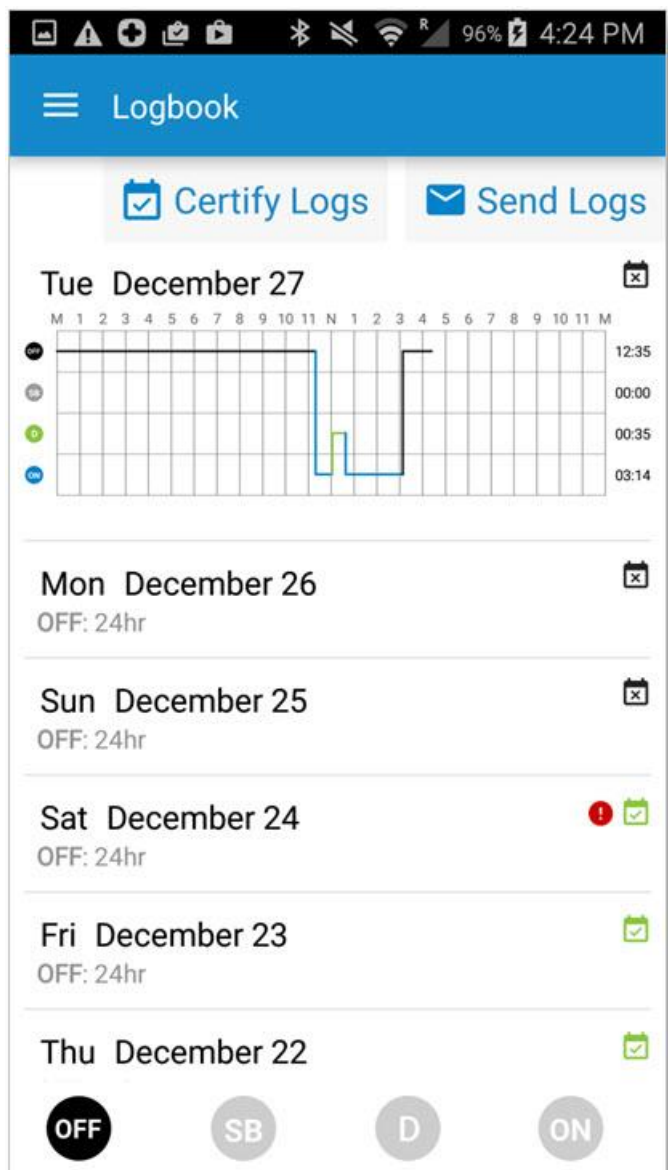 R 96% 4:24 PM
Logbook
Certify Logs Send Logs
Tue December 27
M 1 2 3 4 5 6 7 8 9 10 11 N 1 2 3 4 5 6 7 8 9 10 11 M
OFF 12:35
SB 00:00
D 00:35
ON 03:14
Mon December 26
OFF: 24hr
Sun December 25
OFF: 24hr
Sat December 24
OFF: 24hr
Fri December 23
OFF: 24hr
Thu December 22
OFF SB D ON